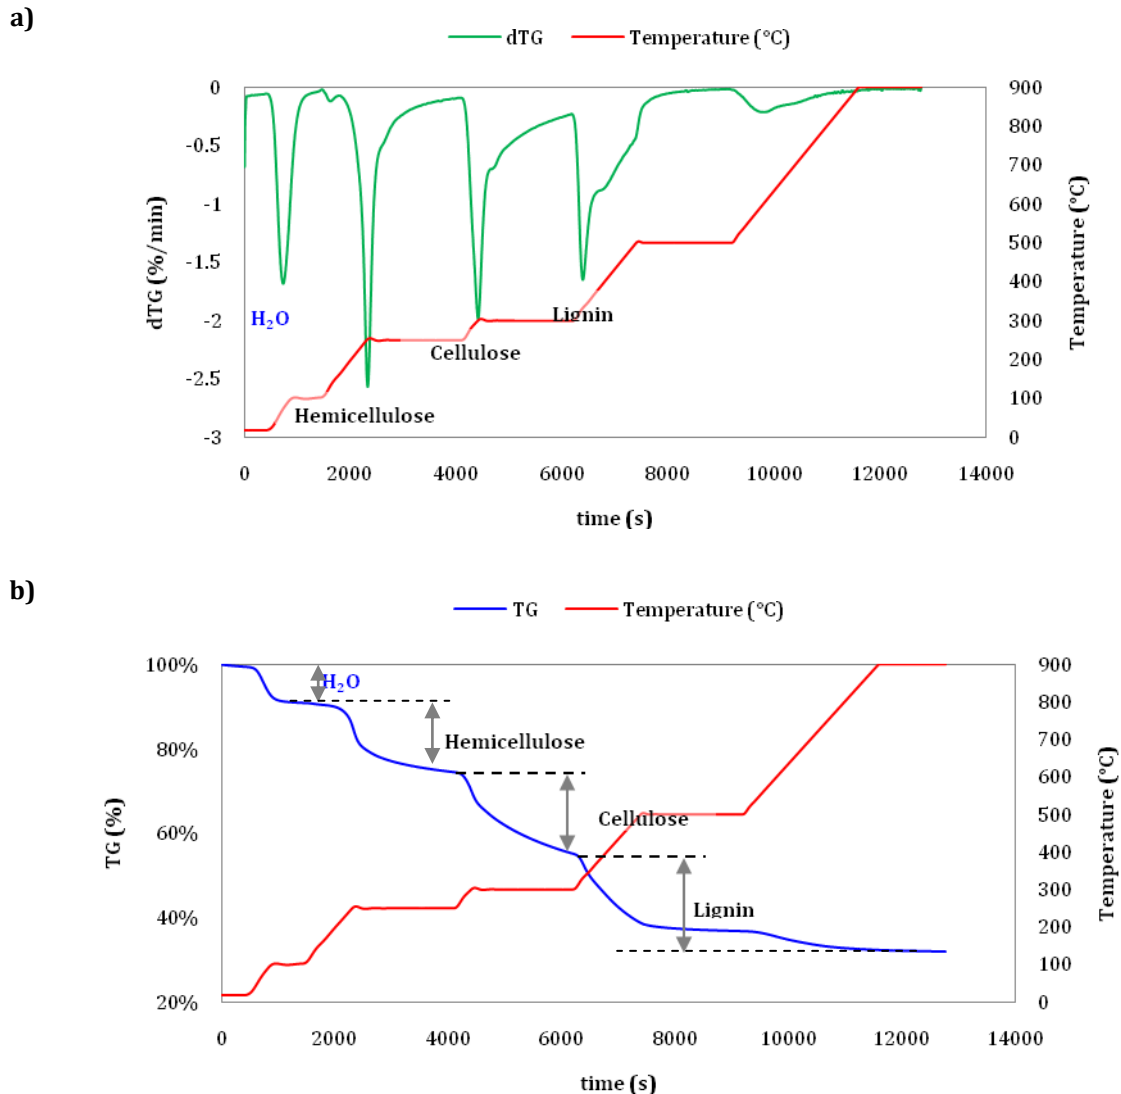 a)
dTG Temperature (°C)
0 900
-0.5 800
-1 700
-1.5 600
-2 500
-2.5 400
-3 300
200
100
0
dTG (%/min)
Temperature (°C)
H₂O
Lignin
Cellulose
Hemicellulose
0 2000 4000 6000 8000 10000 12000 14000
time (s)
b)
TG Temperature (°C)
100% 900
80% 800
60% 700
40% 600
20% 500
400
300
200
100
0
TG (%)
Temperature (°C)
H₂O
Hemicellulose
Cellulose
Lignin
0 2000 4000 6000 8000 10000 12000 14000
time (s)